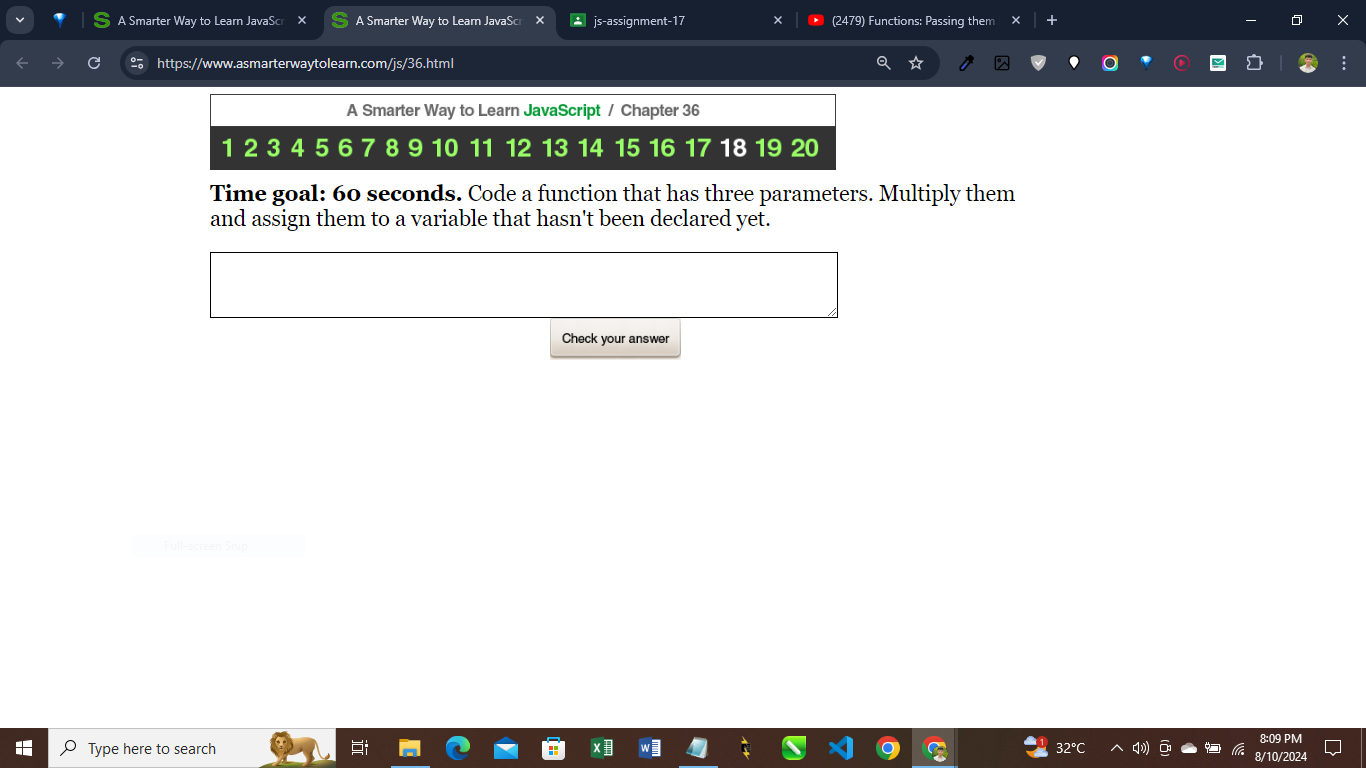 A Smarter Way to Learn JavaScr
A Smarter Way to Learn JavaSc
js-assignment-17
(2479) Functions: Passing them
https://www.asmarterwaytolearn.com/js/36.html
A Smarter Way to Learn JavaScript / Chapter 36
1 2 3 4 5 6 7 8 9 10 11 12 13 14 15 16 17 18 19 20
Time goal: 60 seconds. Code a function that has three parameters. Multiply them
and assign them to a variable that hasn't been declared yet.
Check your answer
Full-screen Snip
Type here to search
1
32°C
8:09 PM
8/10/2024